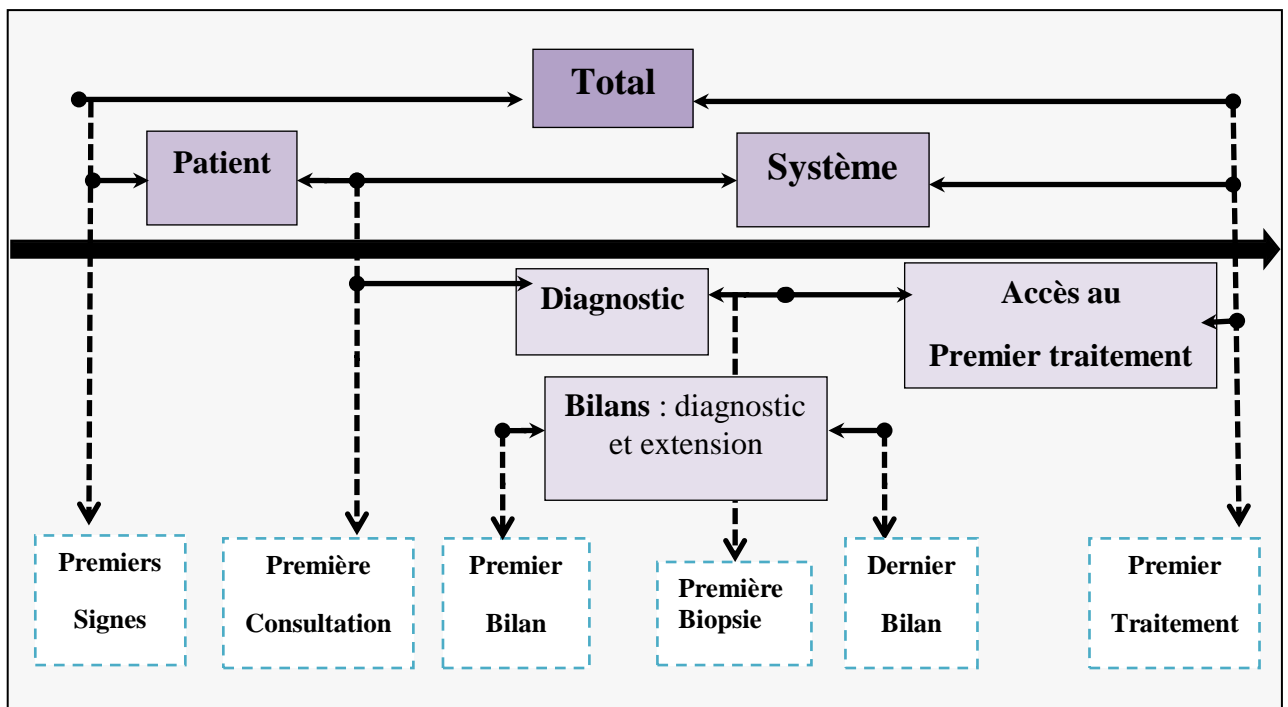 Total
Patient
Système
Diagnostic
Accès au
Premier traitement
Bilans : diagnostic
et extension
Premiers
Signes
Première
Consultation
Premier
Bilan
Première
Biopsie
Dernier
Bilan
Premier
Traitement